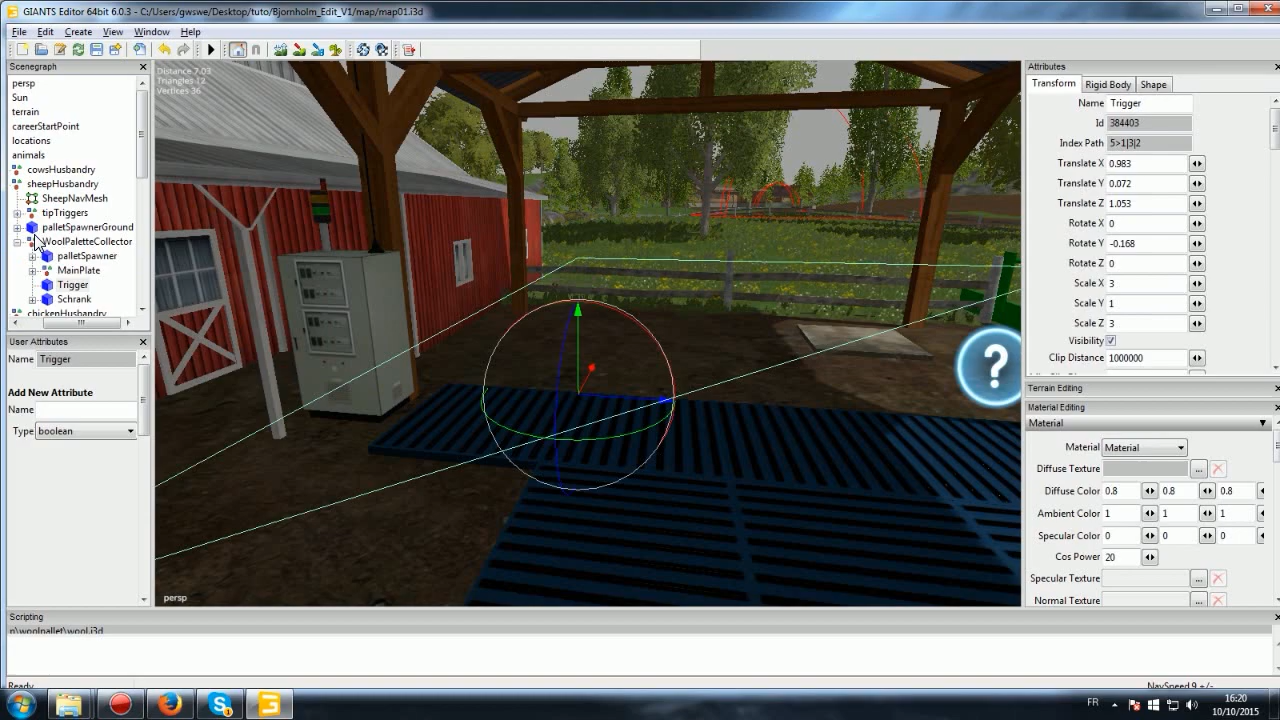 GIANTS Editor 64bit 6.0.3 - C:/Users/gwswe/Desktop/tuto/Bjornholm_Edit_V1/map/map01.i3d
File Edit Create View Window Help
Scenegraph
persp
Sun
terrain
careerStartPoint
locations
animals
cowsHusbandry
sheepHusbandry
SheepNavMesh
tipTriggers
palletSpawnerGround
WoolPaletteCollector
palletSpawner
MainPlate
Trigger
Schrank
chickenHusbandry
User Attributes
Name Trigger
Add New Attribute
Name
Type boolean
Distance 7.03
Triangles 12
Vertices 36
?
persp
Attributes
Transform Rigid Body Shape
Name Trigger
Id 384403
Index Path 5>1|3|2
Translate X 0.983
Translate Y 0.072
Translate Z 1.053
Rotate X 0
Rotate Y -0.168
Rotate Z 0
Scale X 3
Scale Y 1
Scale Z 3
Visibility
Clip Distance 1000000
Terrain Editing
Material Editing
Material
Material Material
Diffuse Texture ...
Diffuse Color 0.8 0.8 0.8
Ambient Color 1 1 1
Specular Color 0 0 0
Cos Power 20
Specular Texture ...
Normal Texture ...
Scripting
n\woolpallet\wool.i3d
Ready
NavSpeed 9 +/-
FR
16:20
10/10/2015